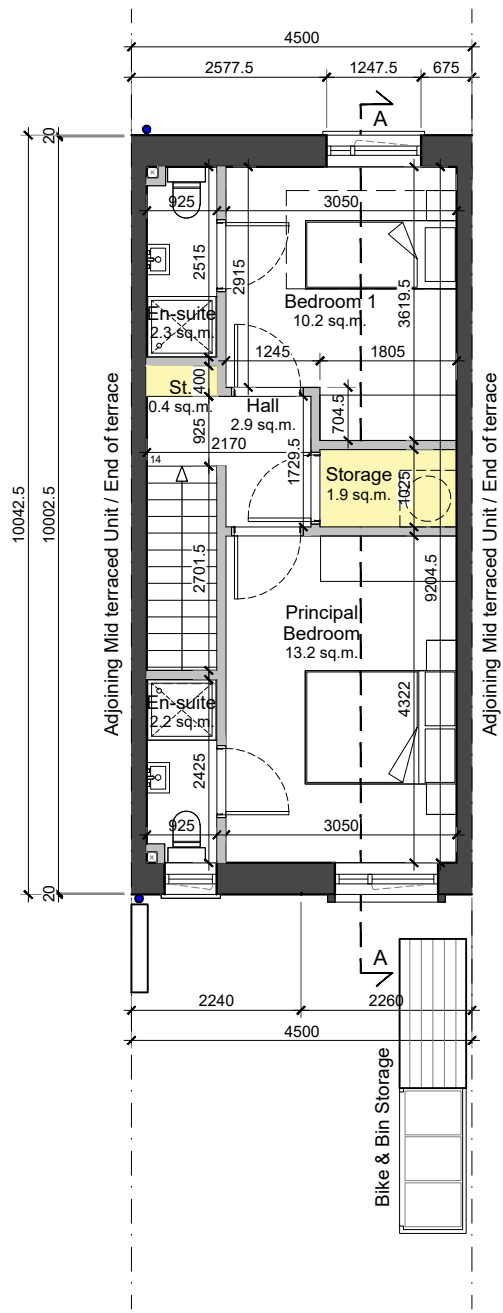 4500
2577.5
1247.5
675
A
20
925
3050
2515
2915
3619.5
Bedroom 1
10.2 sq.m.
En-suite
2.3 sq.m.
1245
1805
400
St.
0.4 sq.m.
Hall
2.9 sq.m.
704.5
925
2170
14
1729.5
Storage
1.9 sq.m.
1025
10042.5
10002.5
Adjoining Mid terraced Unit / End of terrace
Adjoining Mid terraced Unit / End of terrace
2701.5
9204.5
Principal
Bedroom
13.2 sq.m.
En-suite
2.2 sq.m.
4322
2425
925
3050
20
A
2240
2260
4500
Bike & Bin Storage